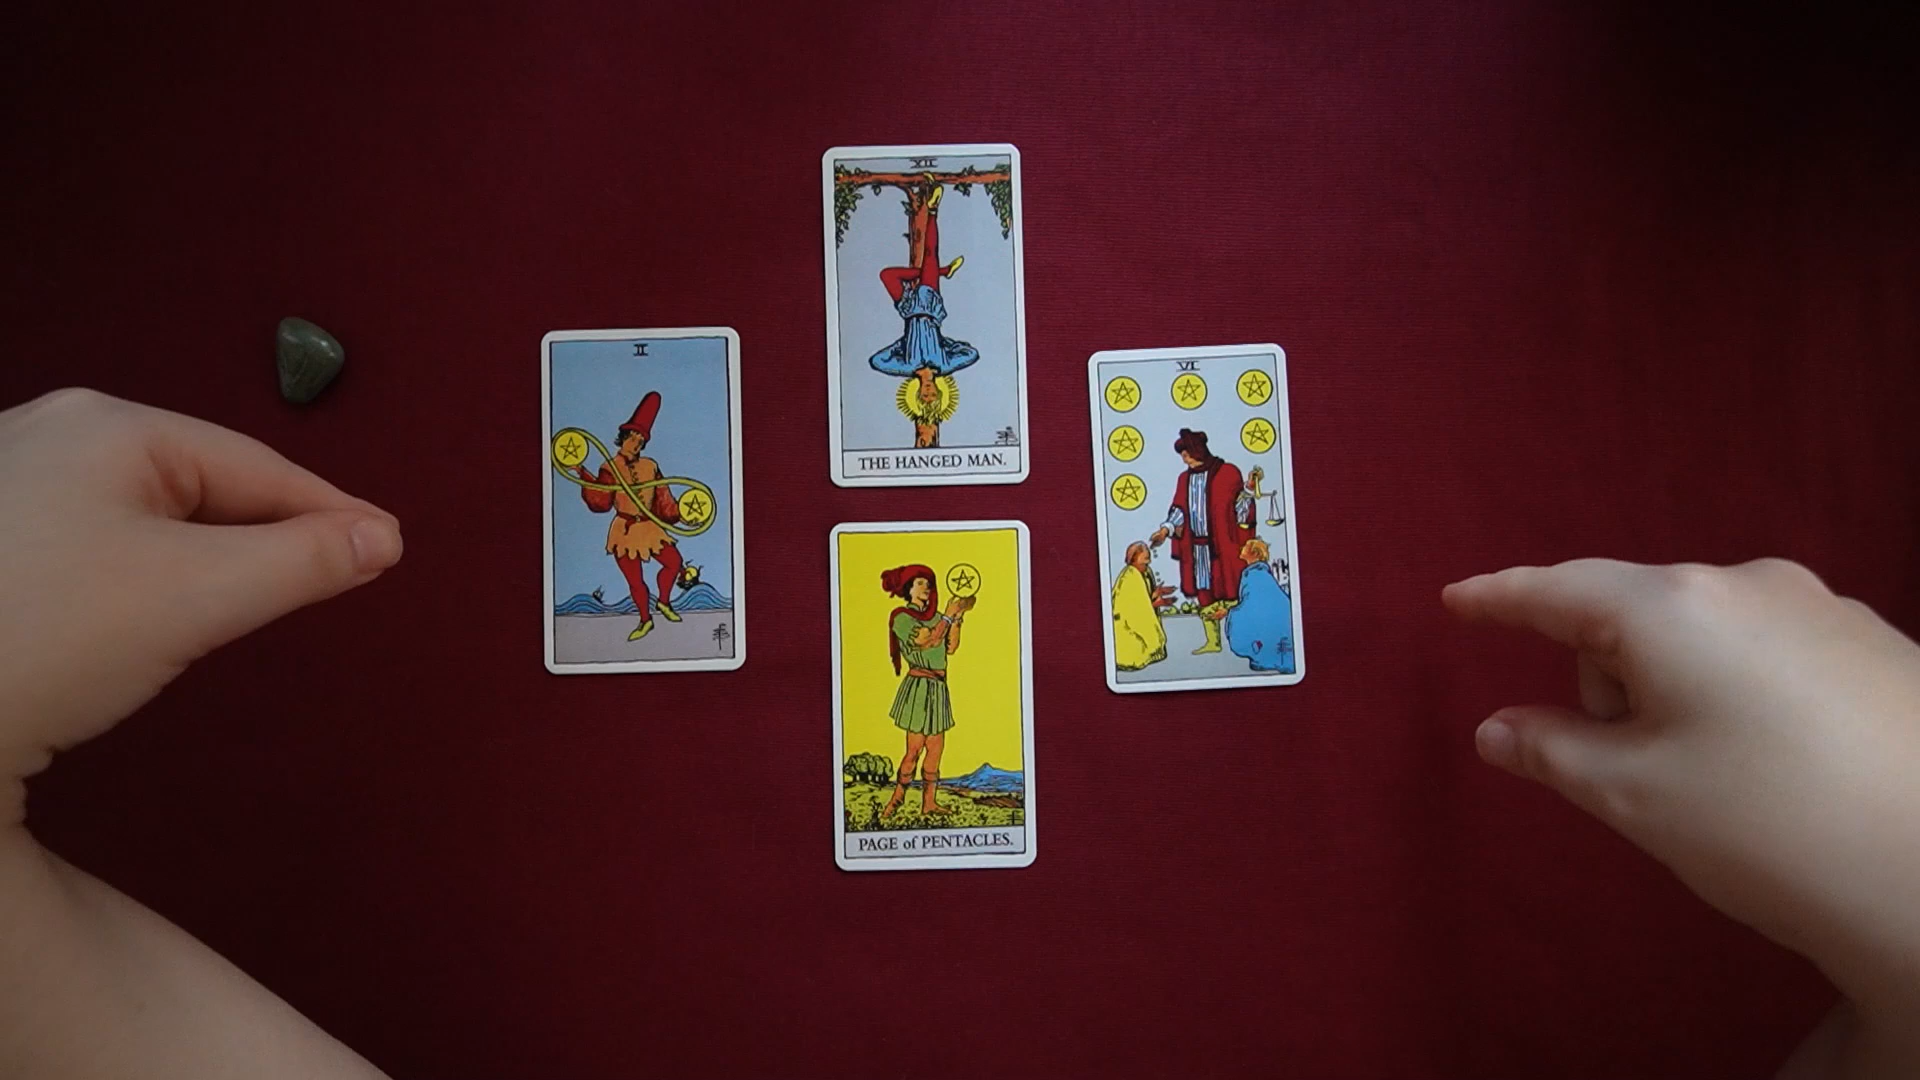 XII
THE HANGED MAN.
II
VI
PAGE of PENTACLES.